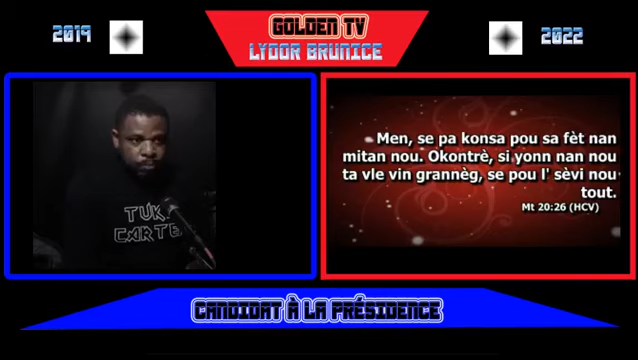 2019
GOLDEN TV
LYDOR BRUNICE
2022
TUK
CARTE
Men, se pa konsa pou sa fèt nan
mitan nou. Okontrè, si yonn nan nou
ta vle vin grannèg, se pou l' sèvi nou
tout.
Mt 20:26 (HCV)
CANDIDAT À LA PRÉSIDENCE